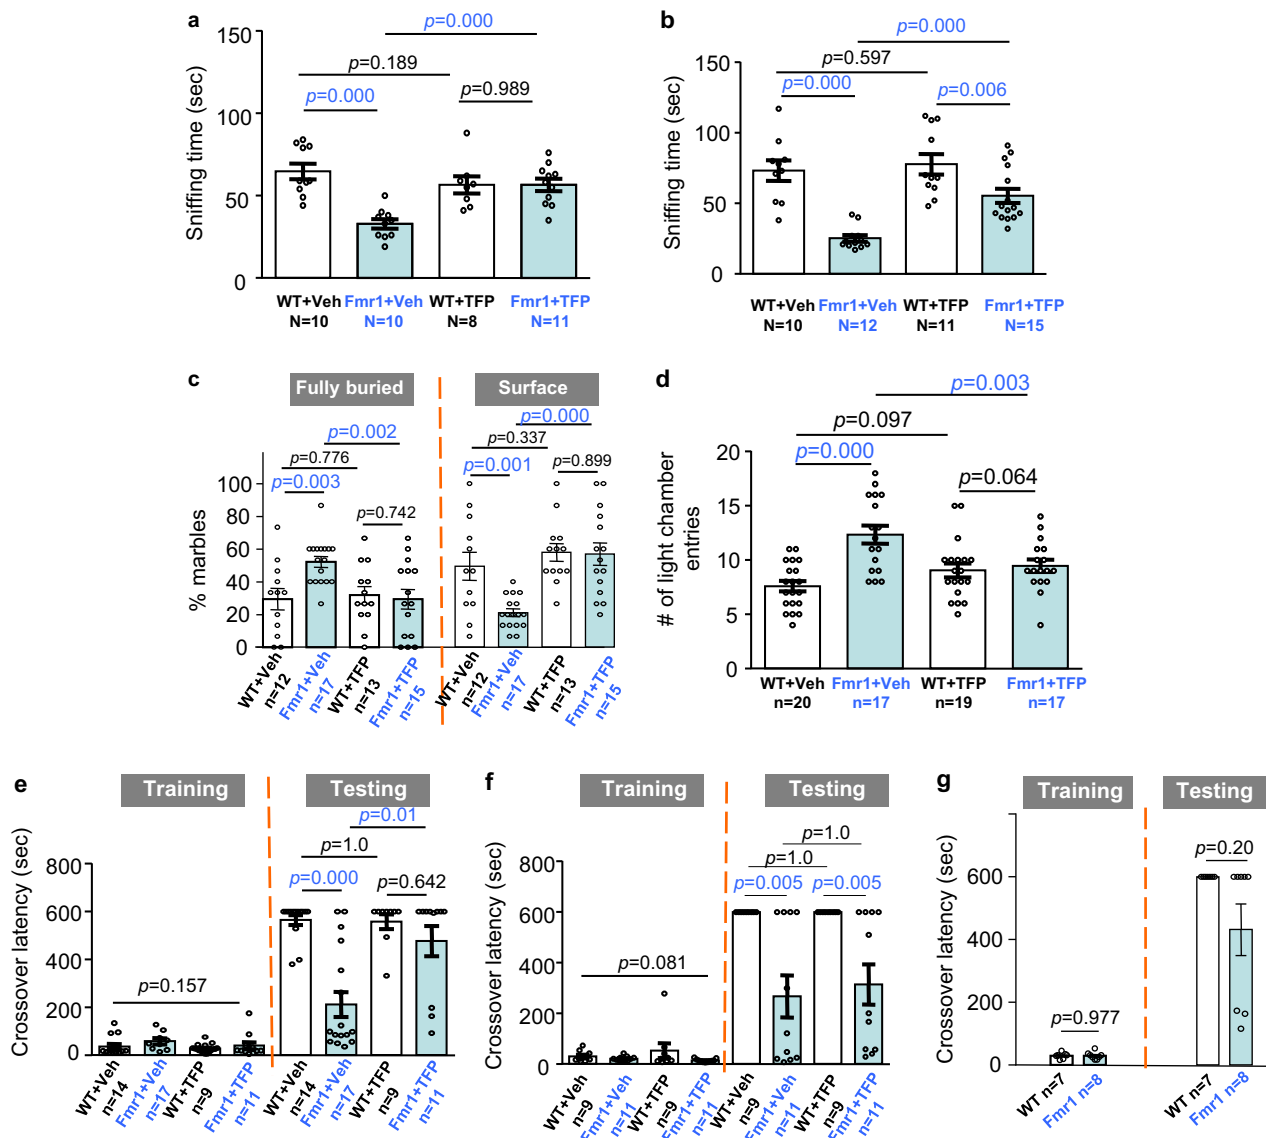 a
p=0.000
150
p=0.189
p=0.000
p=0.989
100
50
0
Sniffing time (sec)
WT+Veh Fmr1+Veh WT+TFP Fmr1+TFP
N=10 N=10 N=8 N=11
b
p=0.000
150
p=0.597
p=0.000
p=0.006
100
50
0
Sniffing time (sec)
WT+Veh Fmr1+Veh WT+TFP Fmr1+TFP
N=10 N=12 N=11 N=15
c
Fully buried
Surface
p=0.002
p=0.776
p=0.003
p=0.742
p=0.000
p=0.337
p=0.001
p=0.899
100
80
60
40
20
0
% marbles
WT+Veh
n=12
Fmr1+Veh
n=17
WT+TFP
n=13
Fmr1+TFP
n=15
WT+Veh
n=12
Fmr1+Veh
n=17
WT+TFP
n=13
Fmr1+TFP
n=15
d
p=0.003
p=0.097
p=0.000
p=0.064
20
15
10
5
0
# of light chamber
entries
WT+Veh Fmr1+Veh WT+TFP Fmr1+TFP
n=20 n=17 n=19 n=17
e
Training
Testing
p=0.01
p=1.0
p=0.000
p=0.642
p=0.157
800
600
400
200
0
Crossover latency (sec)
WT+Veh
n=14
Fmr1+Veh
n=17
WT+TFP
n=9
Fmr1+TFP
n=11
WT+Veh
n=14
Fmr1+Veh
n=17
WT+TFP
n=9
Fmr1+TFP
n=11
f
Training
Testing
p=1.0
p=1.0
p=0.005
p=0.005
p=0.081
800
600
400
200
0
Crossover latency (sec)
WT+Veh
n=9
Fmr1+Veh
n=11
WT+TFP
n=9
Fmr1+TFP
n=11
WT+Veh
n=9
Fmr1+Veh
n=11
WT+TFP
n=9
Fmr1+TFP
n=11
g
Training
Testing
p=0.20
p=0.977
600
400
200
0
Crossover latency (sec)
WT n=7
Fmr1 n=8
WT n=7
Fmr1 n=8